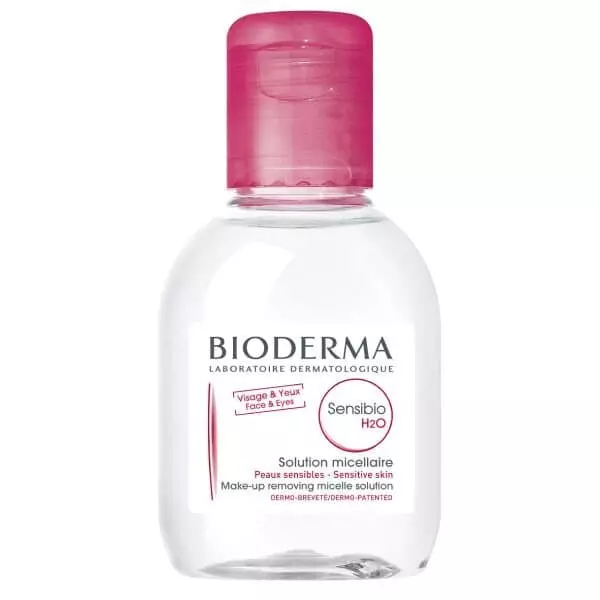 BIODERMA
LABORATOIRE DERMATOLOGIQUE
Visage & Yeux
Face & Eyes
Sensibio
H2O
Solution micellaire
Peaux sensibles - Sensitive skin
Make-up removing micelle solution
DERMO-BREVETÉ/DERMO-PATENTED